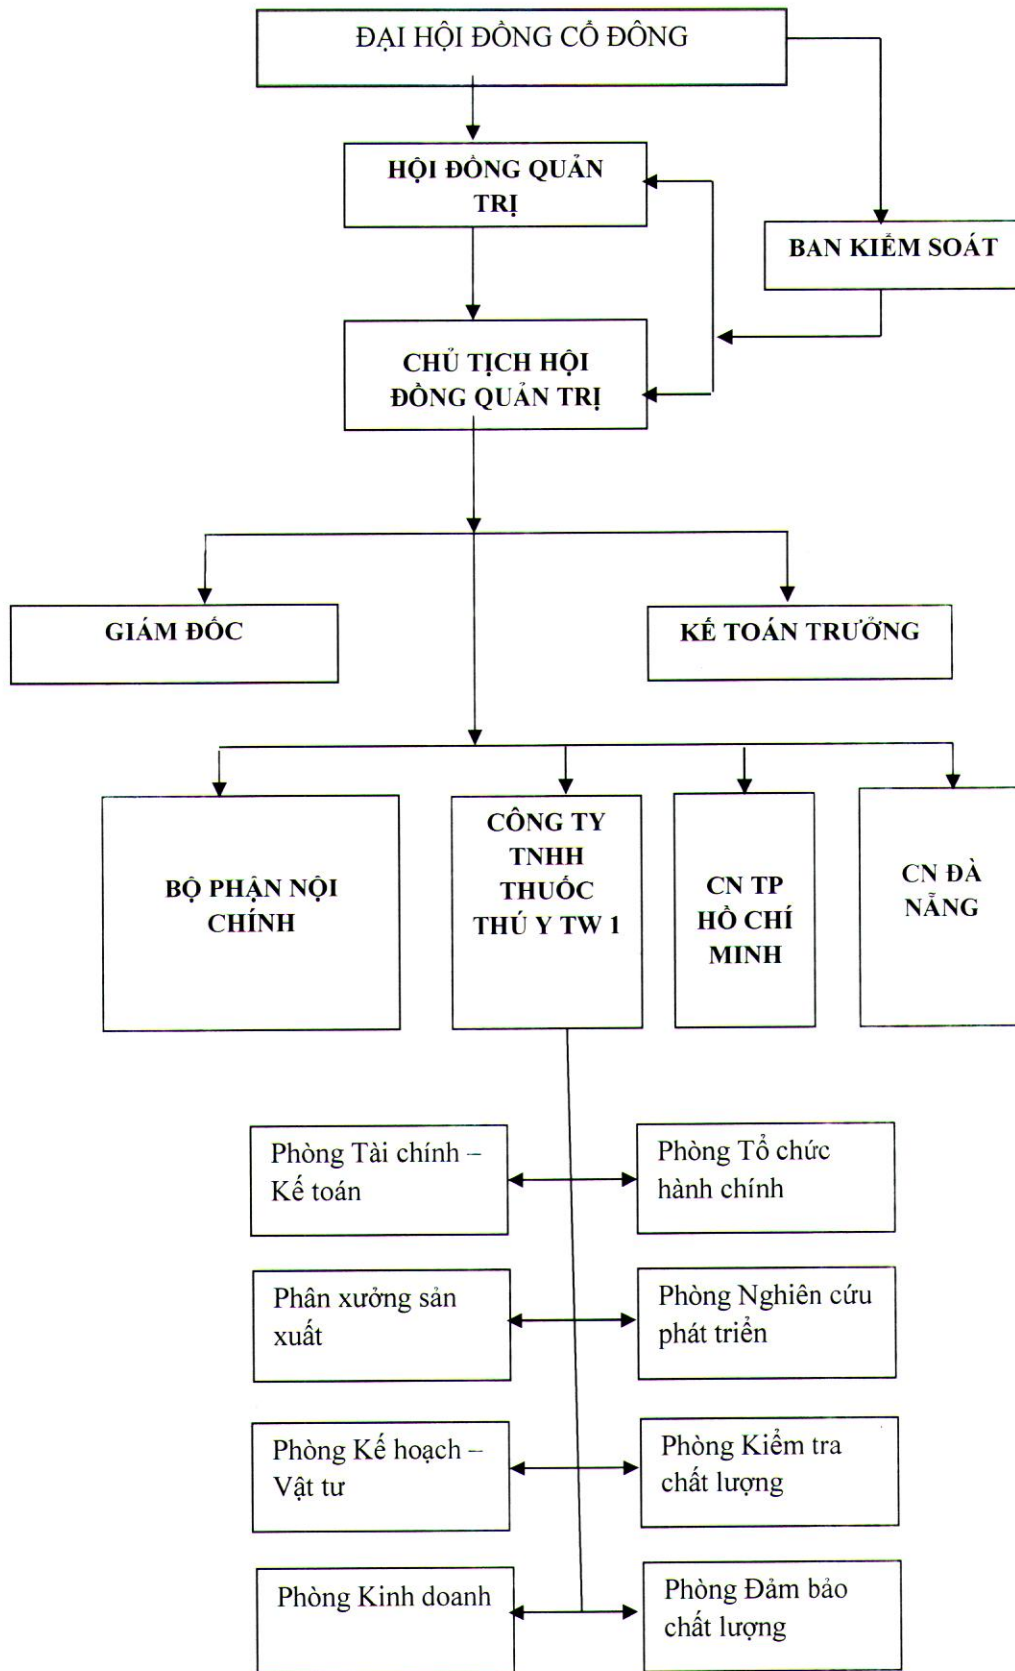 ĐẠI HỘI ĐỒNG CỔ ĐÔNG
HỘI ĐỒNG QUẢN
TRỊ
BAN KIỂM SOÁT
CHỦ TỊCH HỘI
ĐỒNG QUẢN TRỊ
GIÁM ĐỐC
KẾ TOÁN TRƯỞNG
BỘ PHẬN NỘI
CHÍNH
CÔNG TY
TNHH
THUỐC
THÚ Y TW 1
CN TP
HỒ CHÍ
MINH
CN ĐÀ
NẴNG
Phòng Tài chính –
Kế toán
Phòng Tổ chức
hành chính
Phân xưởng sản
xuất
Phòng Nghiên cứu
phát triển
Phòng Kế hoạch –
Vật tư
Phòng Kiểm tra
chất lượng
Phòng Kinh doanh
Phòng Đảm bảo
chất lượng